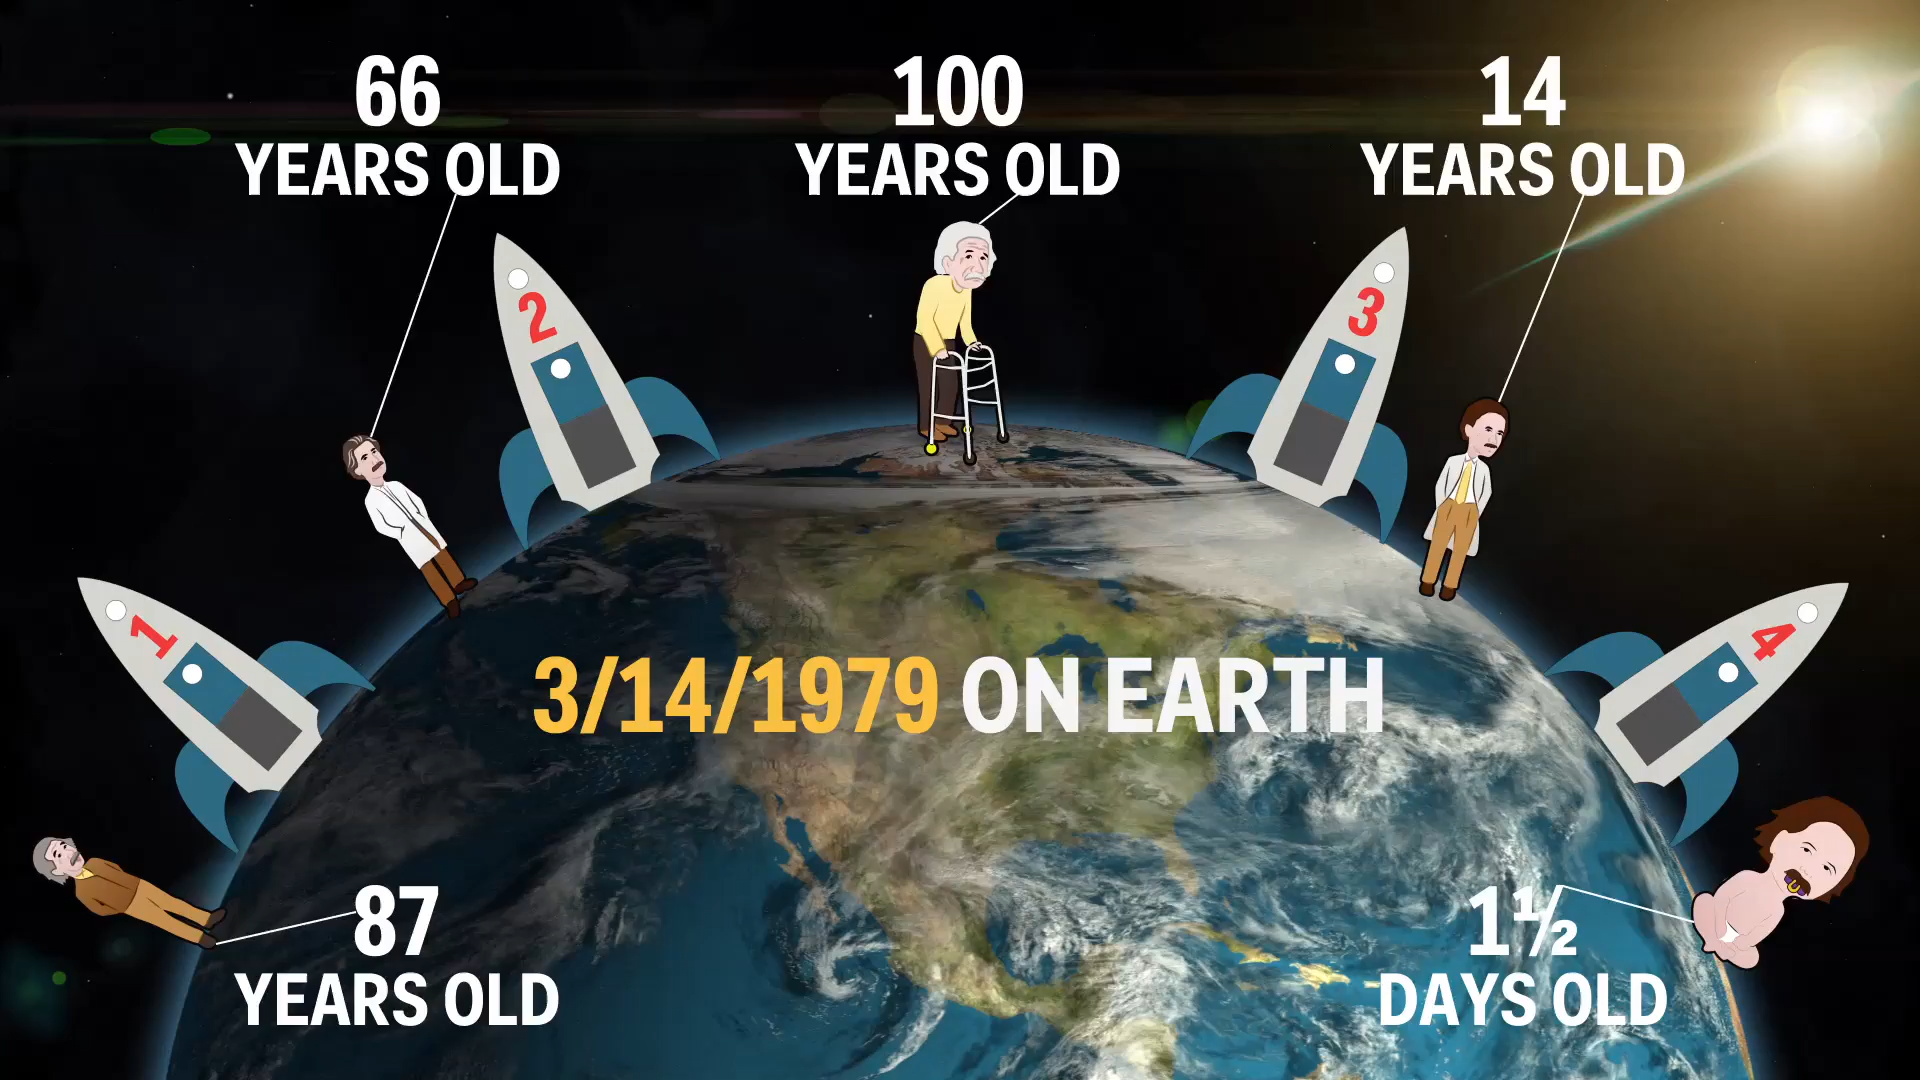 66
YEARS OLD
100
YEARS OLD
14
YEARS OLD
2
3
1
4
3/14/1979 ON EARTH
87
YEARS OLD
1½
DAYS OLD